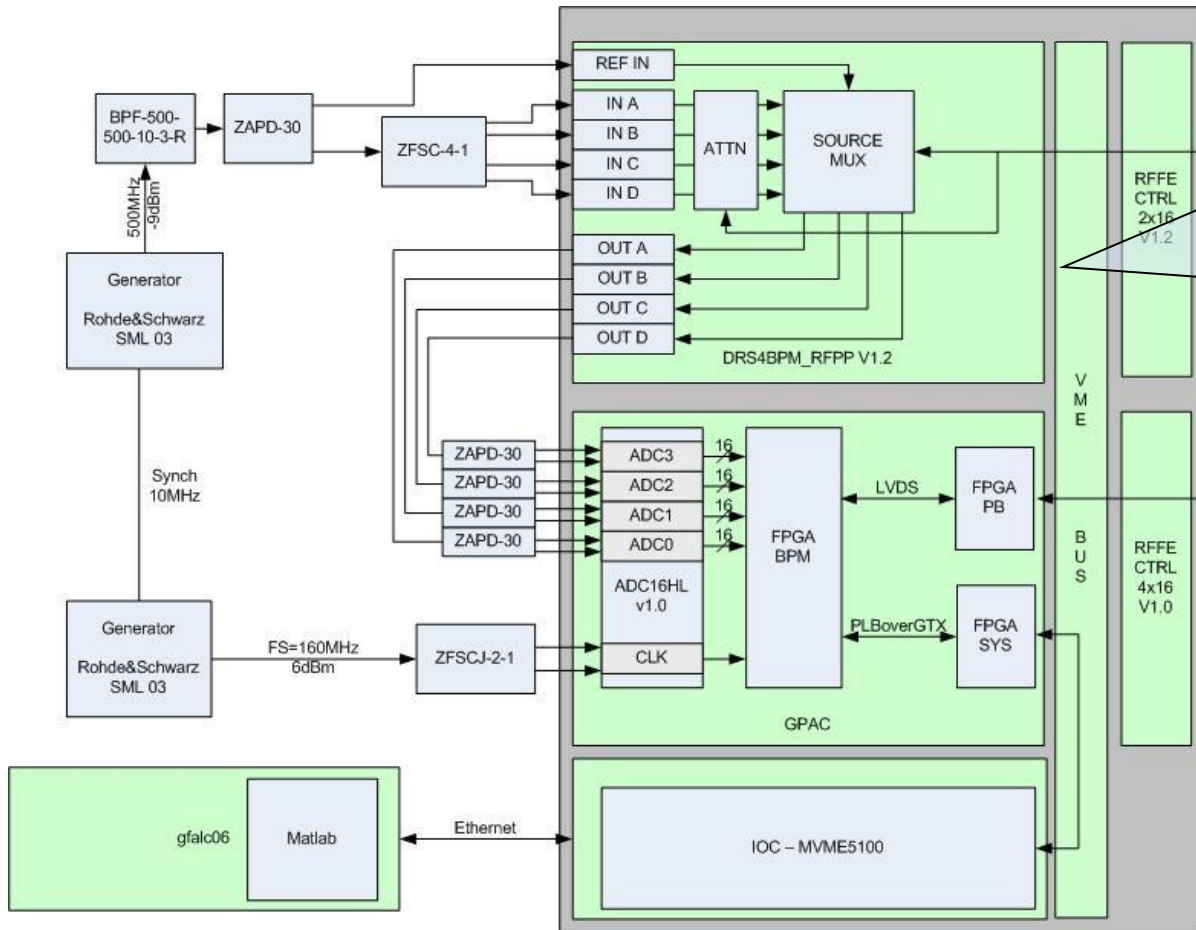 REF IN
IN A
IN B
IN C
IN D
ATTN
SOURCE
MUX
BPF-500-
500-10-3-R
ZAPD-30
ZFSC-4-1
500MHz
-9dBm
RFFE
CTRL
2x16
V1.2
OUT A
OUT B
OUT C
OUT D
DRS4BPM_RFPP V1.2
Generator
Rohde&Schwarz
SML 03
VME
BUS
Synch
10MHz
ZAPD-30
ZAPD-30
ZAPD-30
ZAPD-30
ADC3
ADC2
ADC1
ADC0
16
16
16
16
ADC16HL
v1.0
CLK
FPGA
BPM
LVDS
FPGA
PB
PLBoverGTX
FPGA
SYS
RFFE
CTRL
4x16
V1.0
Generator
Rohde&Schwarz
SML 03
FS=160MHz
6dBm
ZFSCJ-2-1
GPAC
gfalc06
Matlab
Ethernet
IOC – MVME5100